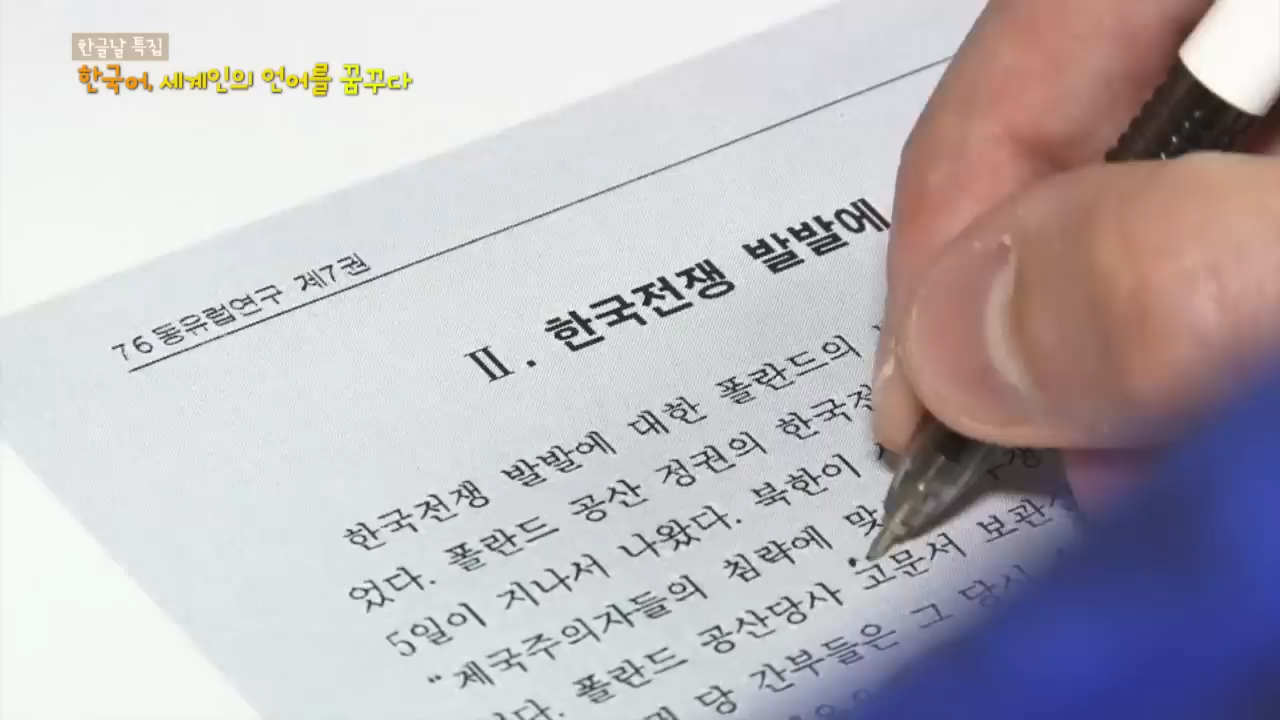 한글날 특집
한국어, 세계인의 언어를 꿈꾸다
76 동유럽연구 제7권
Ⅱ. 한국전쟁 발발에
한국전쟁 발발에 대한 폴란드의
었다. 폴란드 공산 정권의 한국전
5일이 지나서 나왔다. 북한이
“제국주의자들의 침략에 맞
다. 폴란드 공산당사 고문서 보관
당 간부들은 그 당시